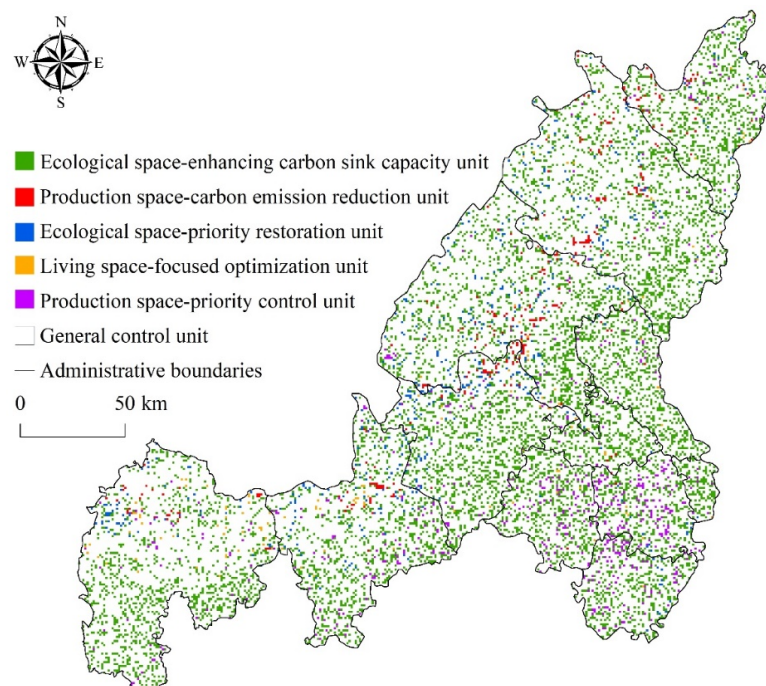 N
W E
S
Ecological space-enhancing carbon sink capacity unit
Production space-carbon emission reduction unit
Ecological space-priority restoration unit
Living space-focused optimization unit
Production space-priority control unit
General control unit
Administrative boundaries
0 50 km